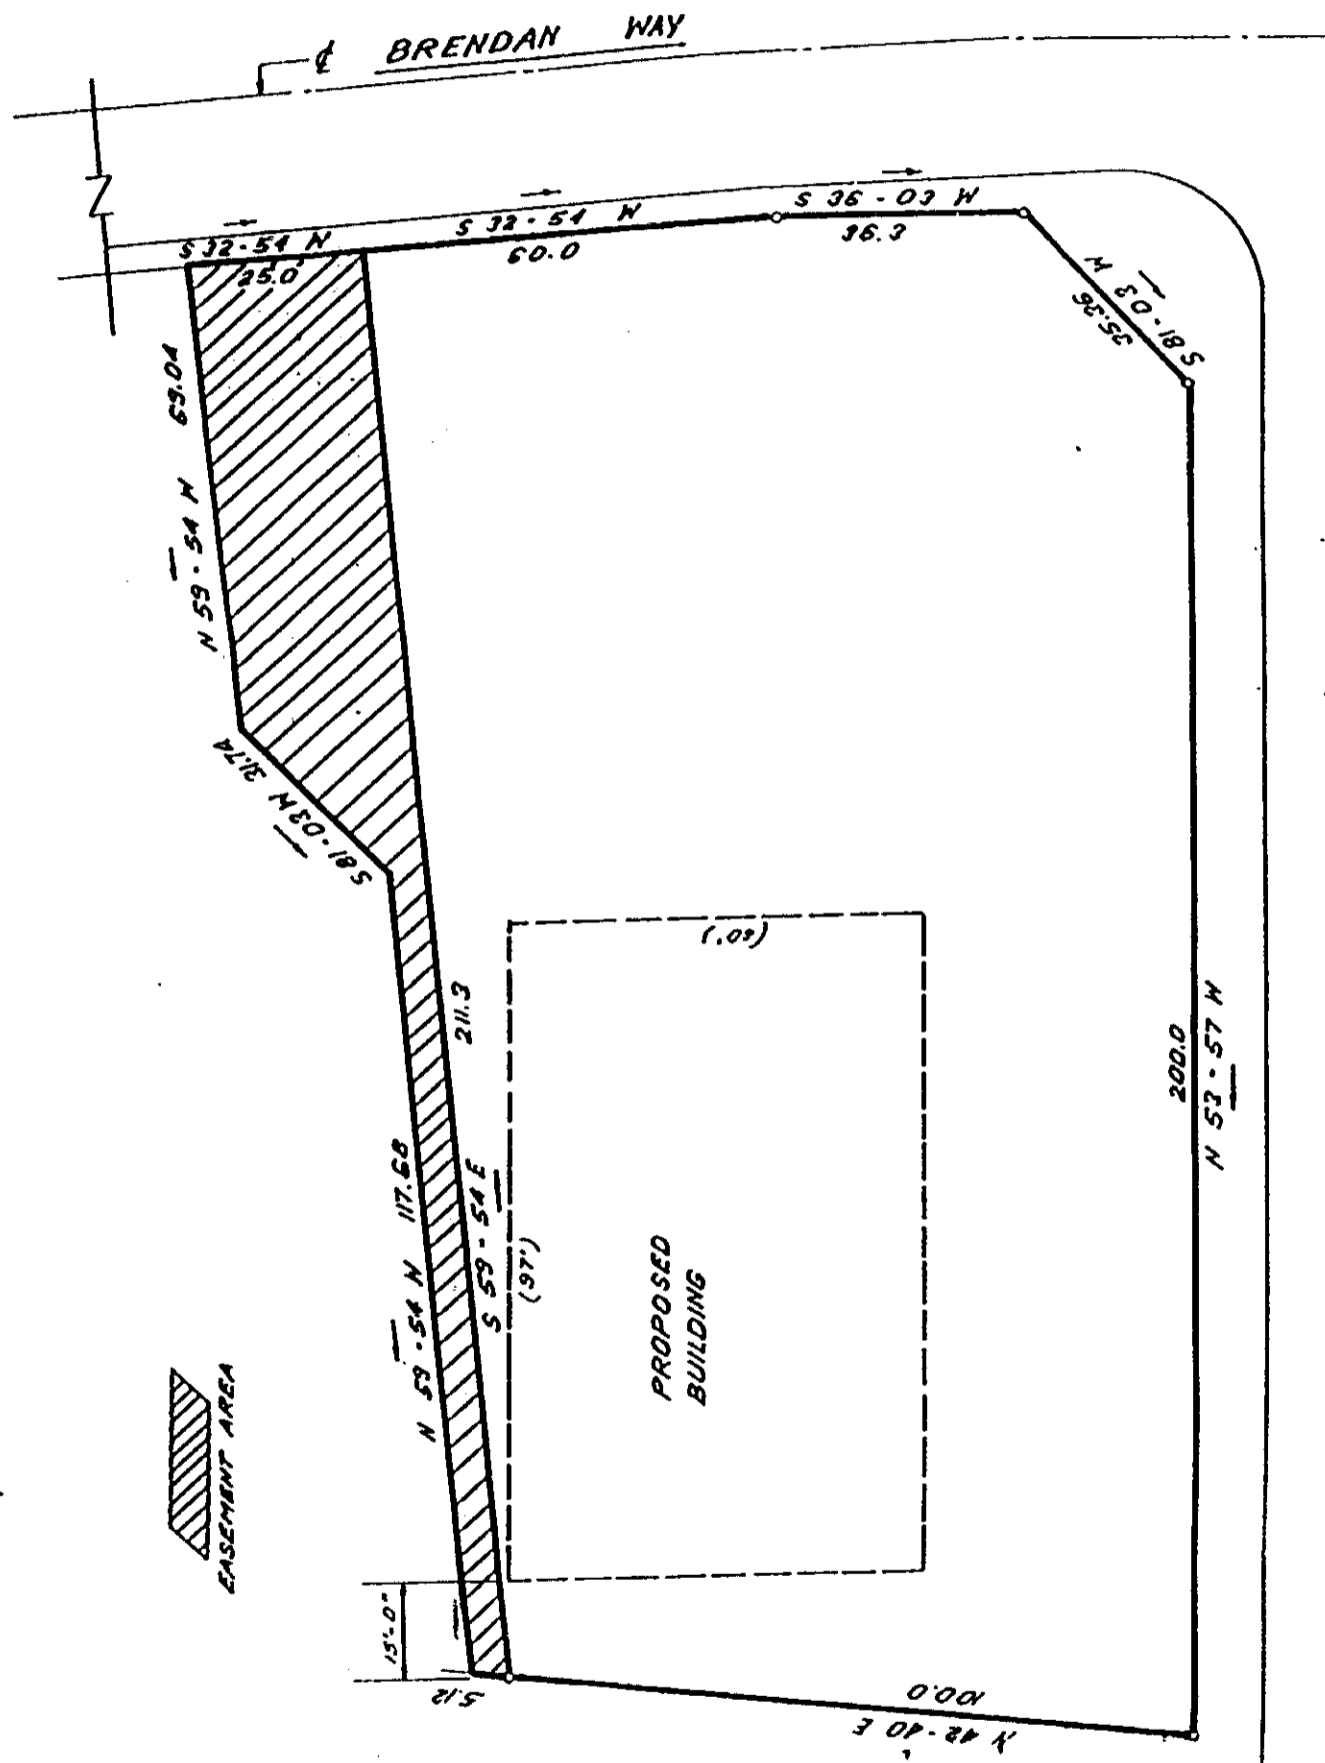 ℄ BRENDAN WAY
S 32-54 W
25.0'
S 32-54 W
60.0
S 36-03 W
36.3
S 81-03 W
35.36
N 59-54 W 69.04
S 81-03 W 31.74
N 59-54 W 117.68
211.3
S 59-54 E
(60')
(97')
PROPOSED
BUILDING
200.0
N 53-57 W
EASEMENT AREA
15'-0"
5.12
100.0
N 42-40 E